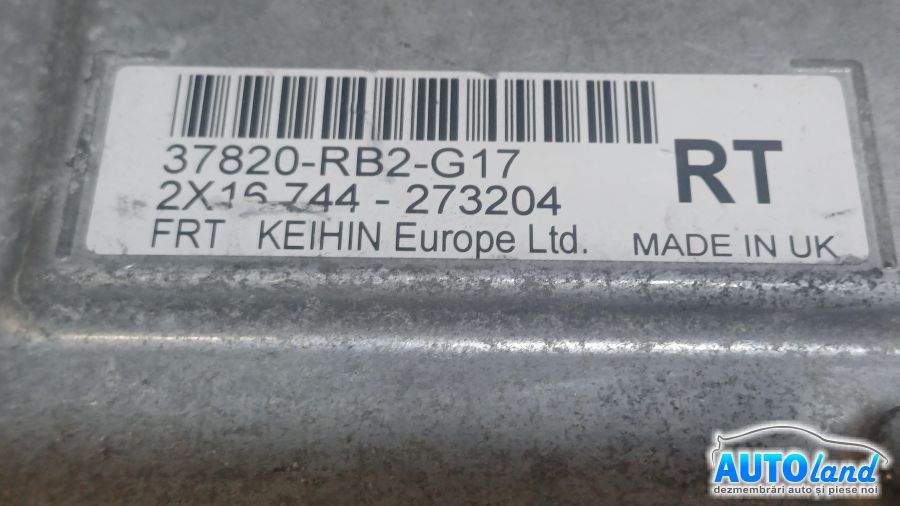 37820-RB2-G17
2X16 744 - 273204
RT
FRT KEIHIN Europe Ltd.
MADE IN UK
AUTOland
dezmembrări auto și piese noi